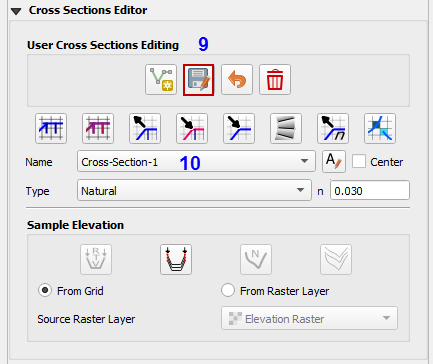 Cross Sections Editor
User Cross Sections Editing 9
Name Cross-Section-1 10 A Center
Type Natural n 0.030
Sample Elevation
From Grid From Raster Layer
Source Raster Layer Elevation Raster